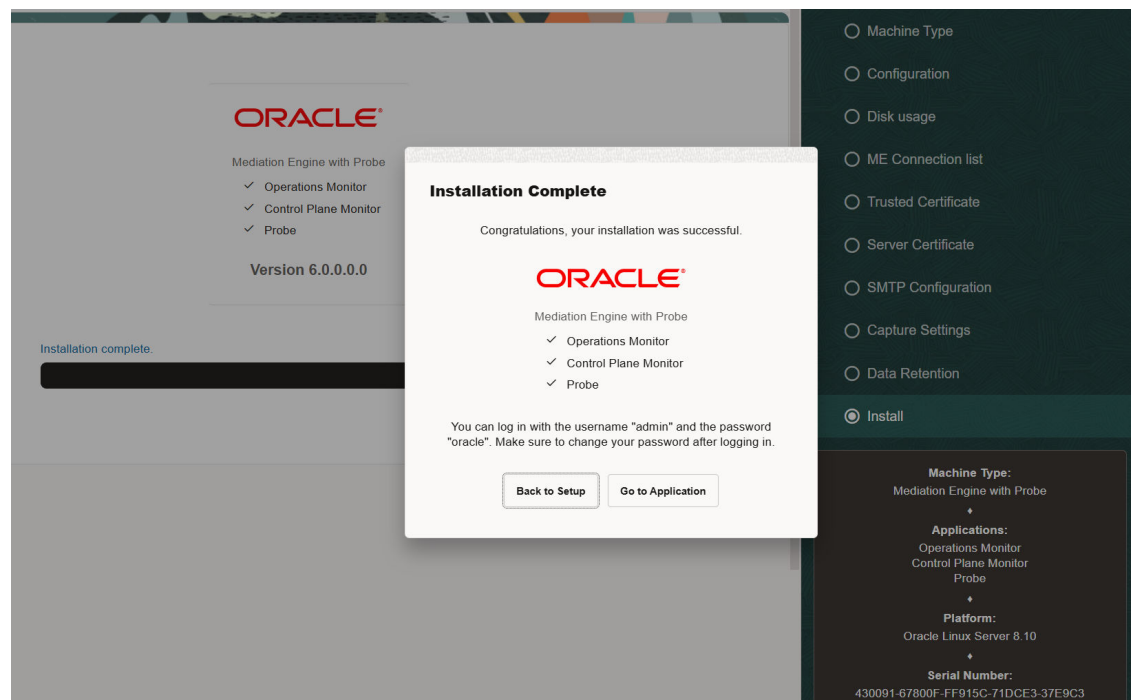 ORACLE®
Mediation Engine with Probe
Operations Monitor
Control Plane Monitor
Probe
Version 6.0.0.0.0
Installation complete.
Installation Complete
Congratulations, your installation was successful.
ORACLE®
Mediation Engine with Probe
Operations Monitor
Control Plane Monitor
Probe
You can log in with the username "admin" and the password
"oracle". Make sure to change your password after logging in.
Back to Setup
Go to Application
Machine Type
Configuration
Disk usage
ME Connection list
Trusted Certificate
Server Certificate
SMTP Configuration
Capture Settings
Data Retention
Install
Machine Type:
Mediation Engine with Probe
Applications:
Operations Monitor
Control Plane Monitor
Probe
Platform:
Oracle Linux Server 8.10
Serial Number:
430091-67800F-FF915C-71DCE3-37E9C3